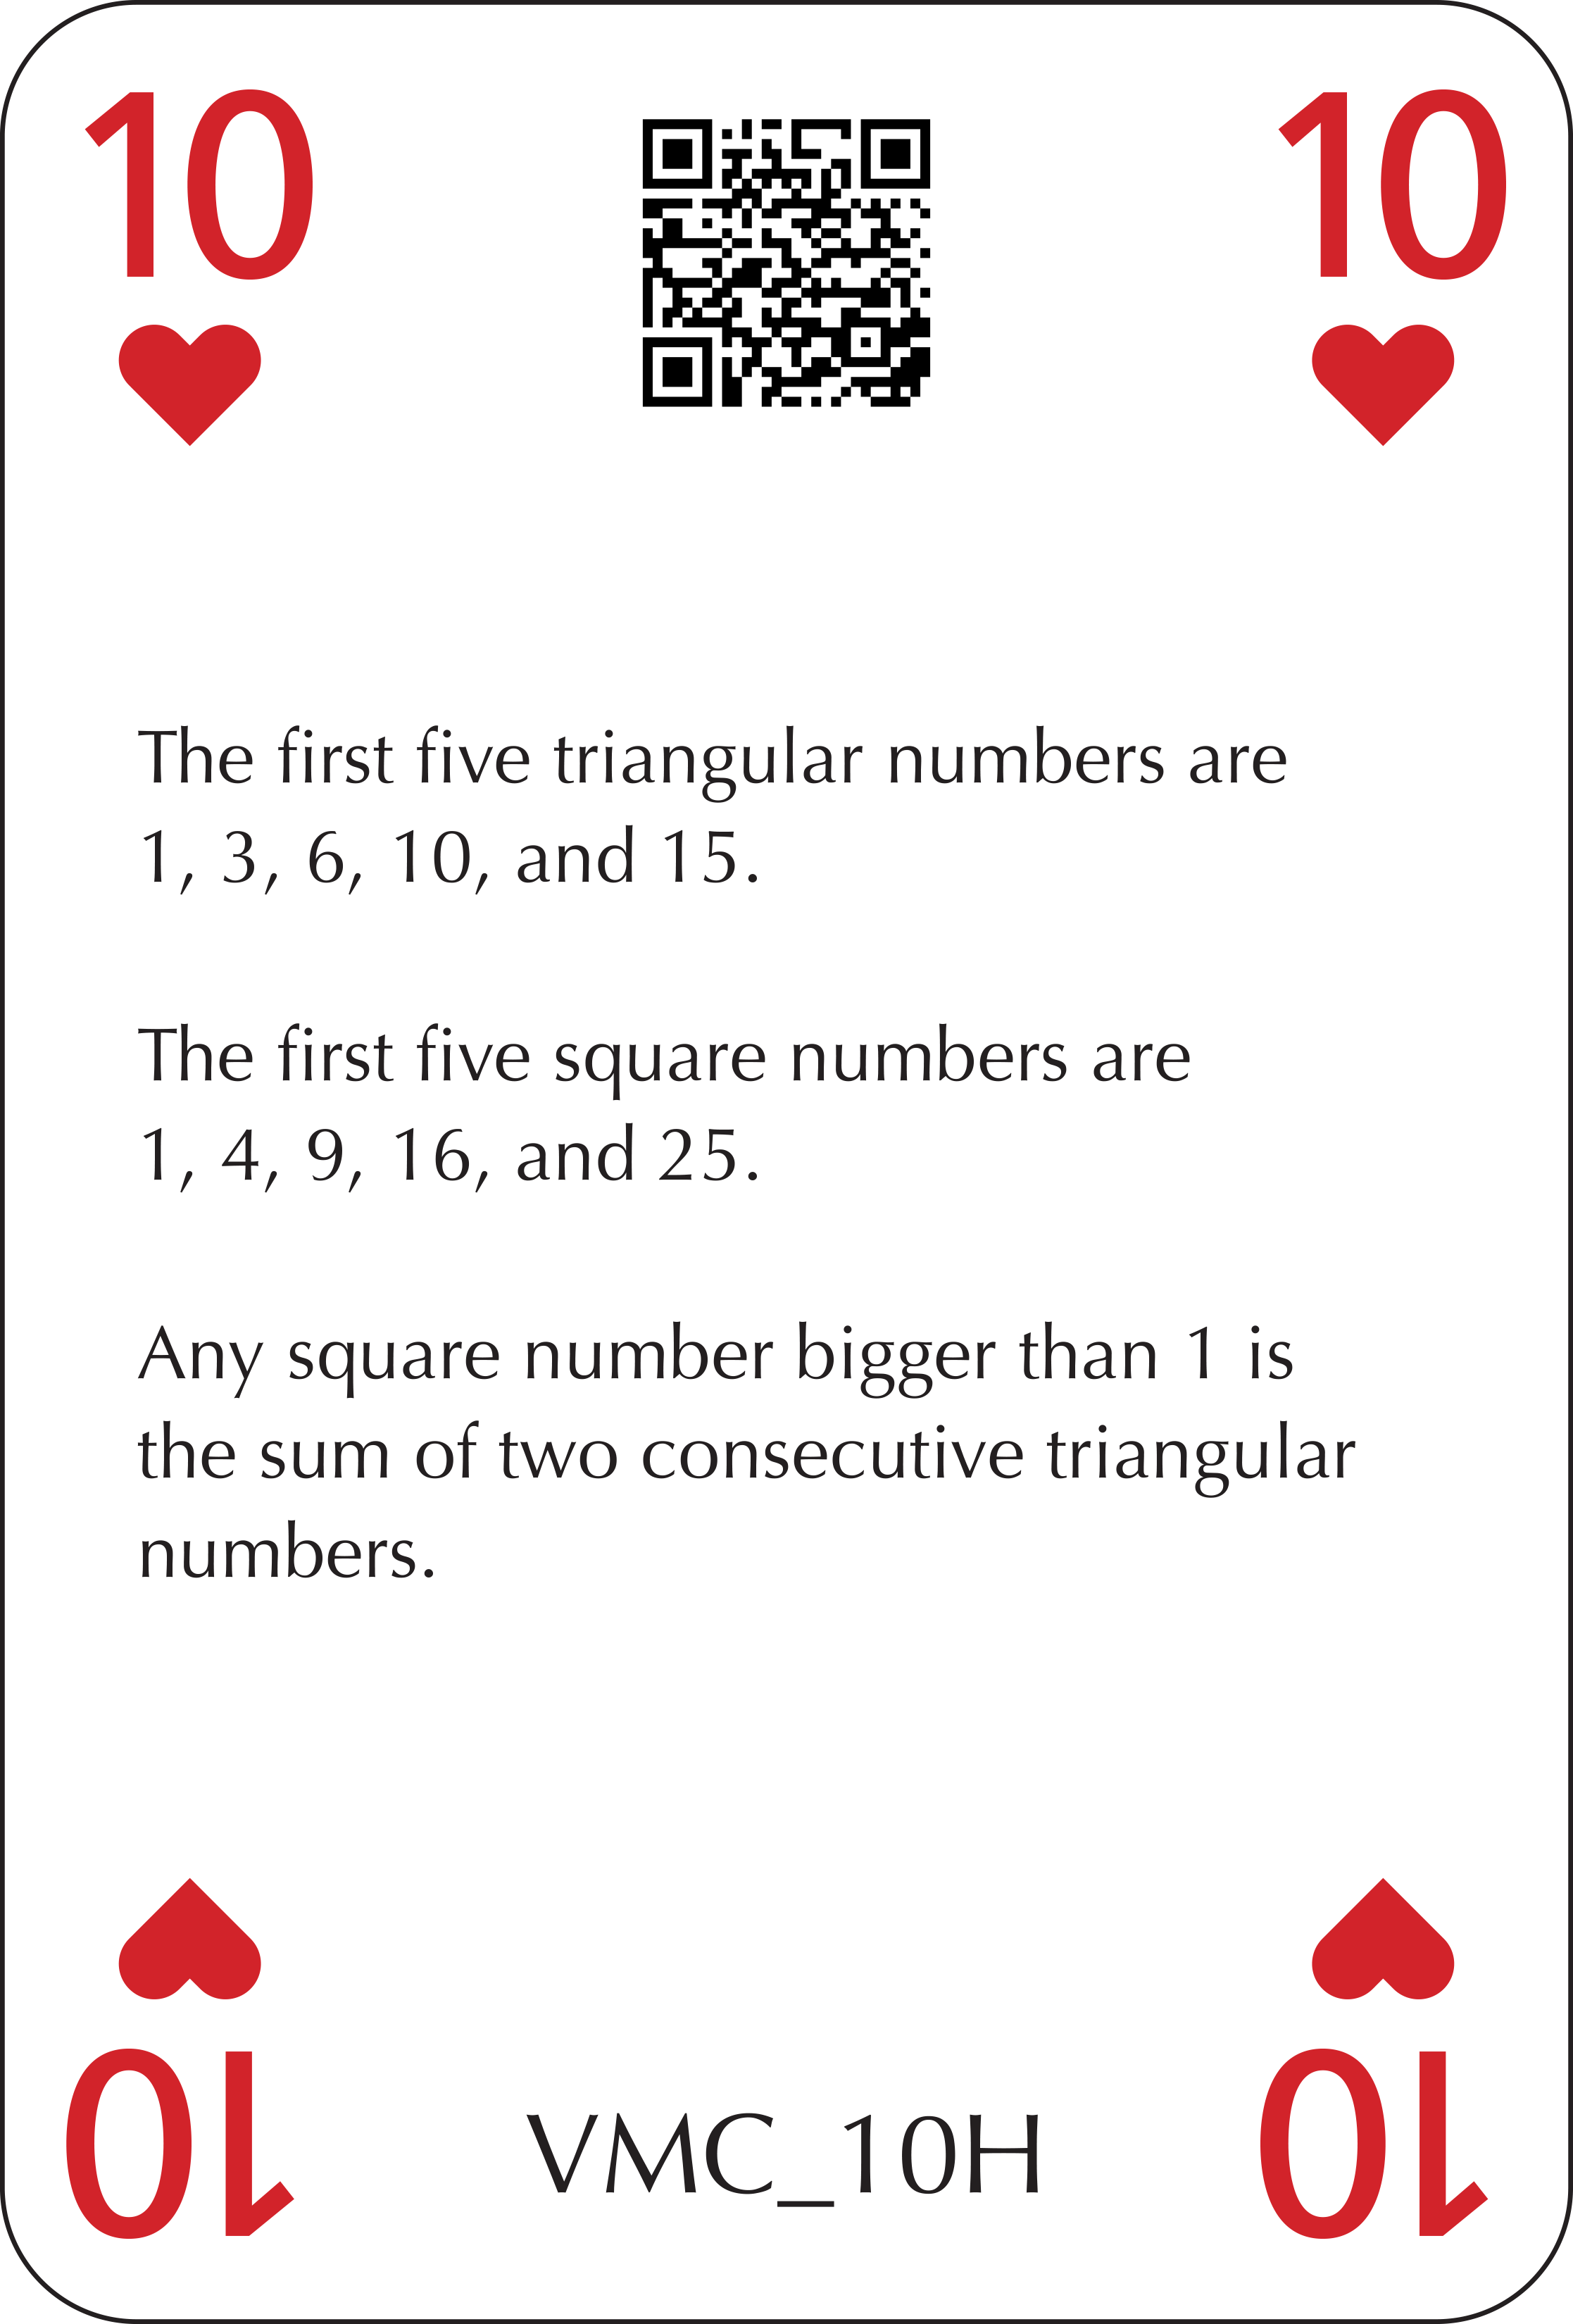 10 10
The first five triangular numbers are
1, 3, 6, 10, and 15.
The first five square numbers are
1, 4, 9, 16, and 25.
Any square number bigger than 1 is
the sum of two consecutive triangular
numbers.
10 VMC_10H 10